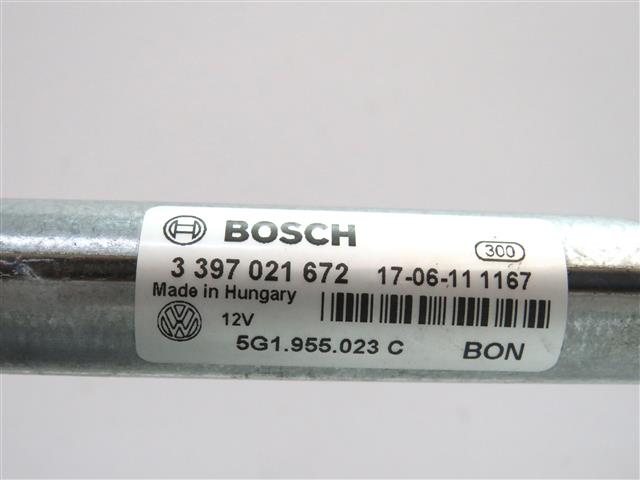 BOSCH 300
3 397 021 672 17-06-11 1167
Made in Hungary
12V
5G1.955.023 C BON